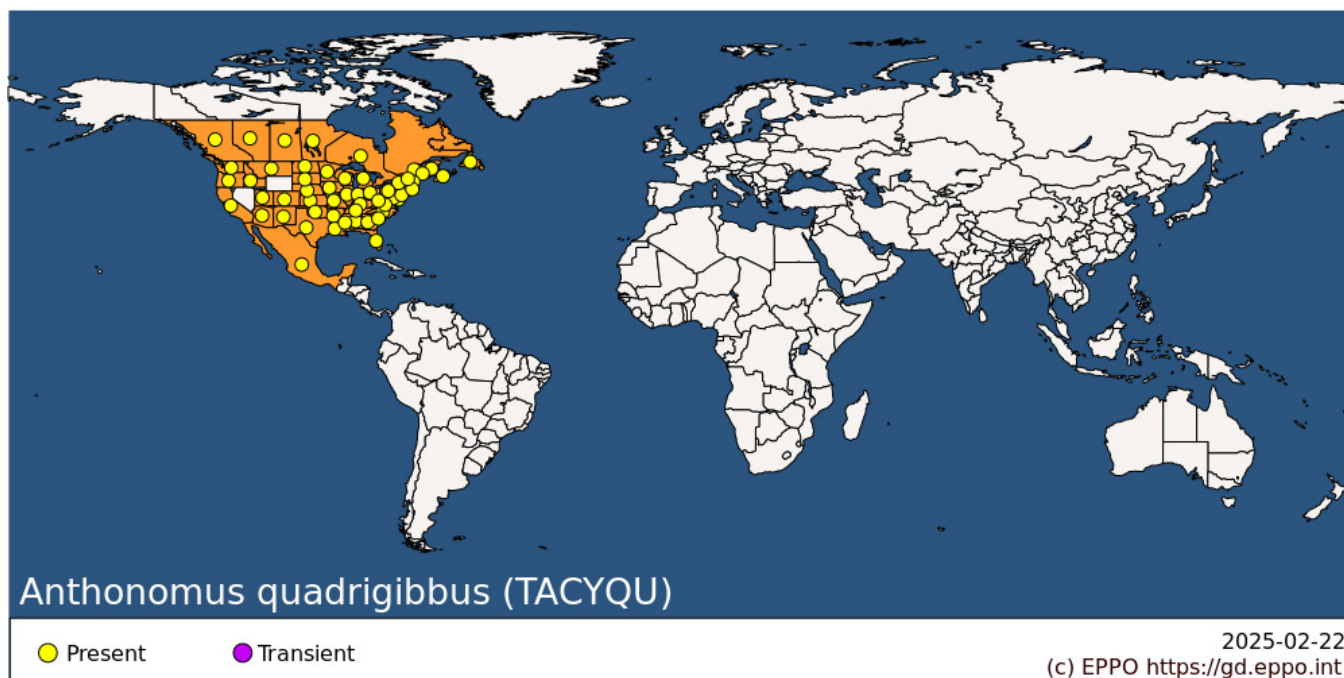 Anthonomus quadrigibbus (TACYQU)
Present
Transient
2025-02-22
(c) EPPO https://gd.eppo.int